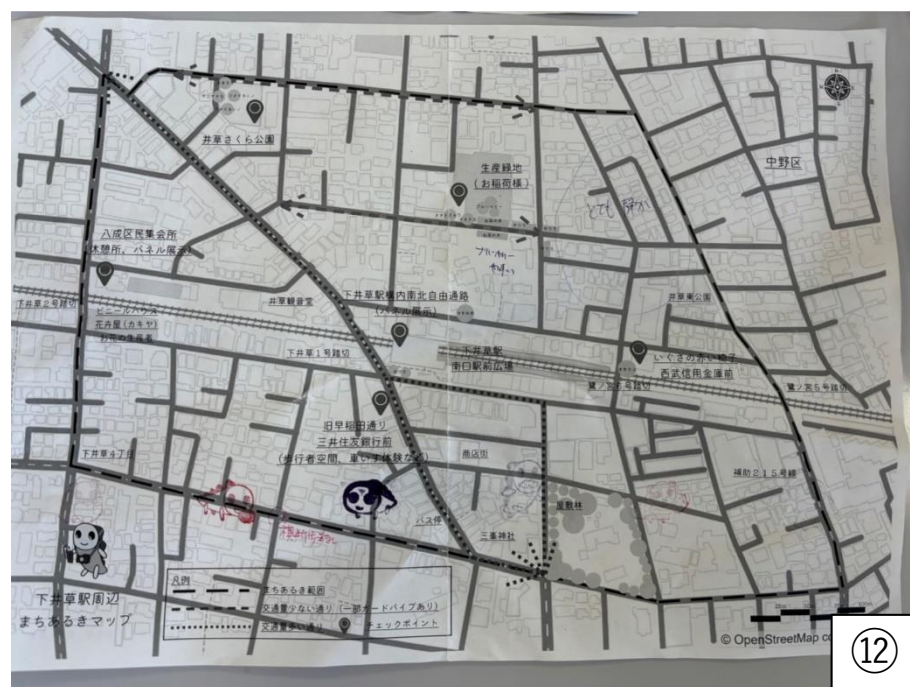 井草さくら公園
生産緑地
(お稲荷様)
中野区
とても静か
八成区民集会所
(休憩所、パネル展示)
下井草駅構内南北自由通路
(パネル展示)
井草観音堂
井草東公園
下井草2号踏切
ビニールハウス
花卉屋(カキヤ)
お花の生産者
下井草1号踏切
下井草駅
南口駅前広場
いぐさの赤い椅子
西武信用金庫前
鷺ノ宮6号踏切
鷺ノ宮5号踏切
旧早稲田通り
三井住友銀行前
(歩行者空間、車いす体験など)
商店街
下井草4丁目
補助215号線
屋敷林
バス停
三峯神社
横断歩道なし
凡例
まちあるき範囲
交通量少ない通り(一部ガードパイプあり)
交通量多い通り
チェックポイント
下井草駅周辺
まちあるきマップ
© OpenStreetMap
⑫